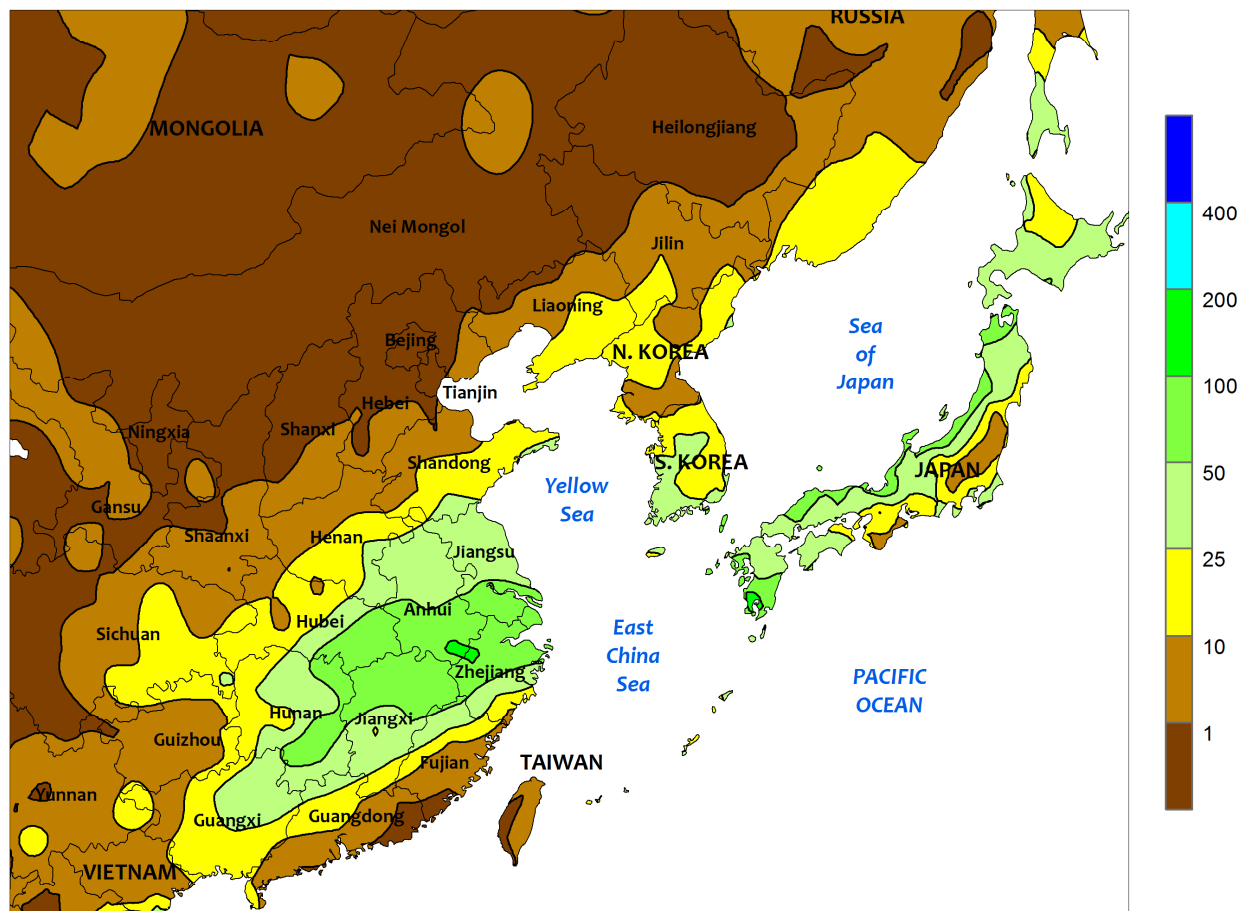 RUSSIA
MONGOLIA
Heilongjiang
Nei Mongol
Jilin
Liaoning
Bejing
N. KOREA
Sea
of
Japan
Tianjin
Hebei
Shanxi
Ningxia
Shandong
S. KOREA
JAPAN
Yellow
Sea
Gansu
Shaanxi
Henan
Jiangsu
Anhui
Hubei
Sichuan
East
China
Sea
Zhejiang
PACIFIC
OCEAN
Hunan
Jiangxi
Guizhou
Fujian
TAIWAN
Yunnan
Guangxi
Guangdong
VIETNAM
400
200
100
50
25
10
1